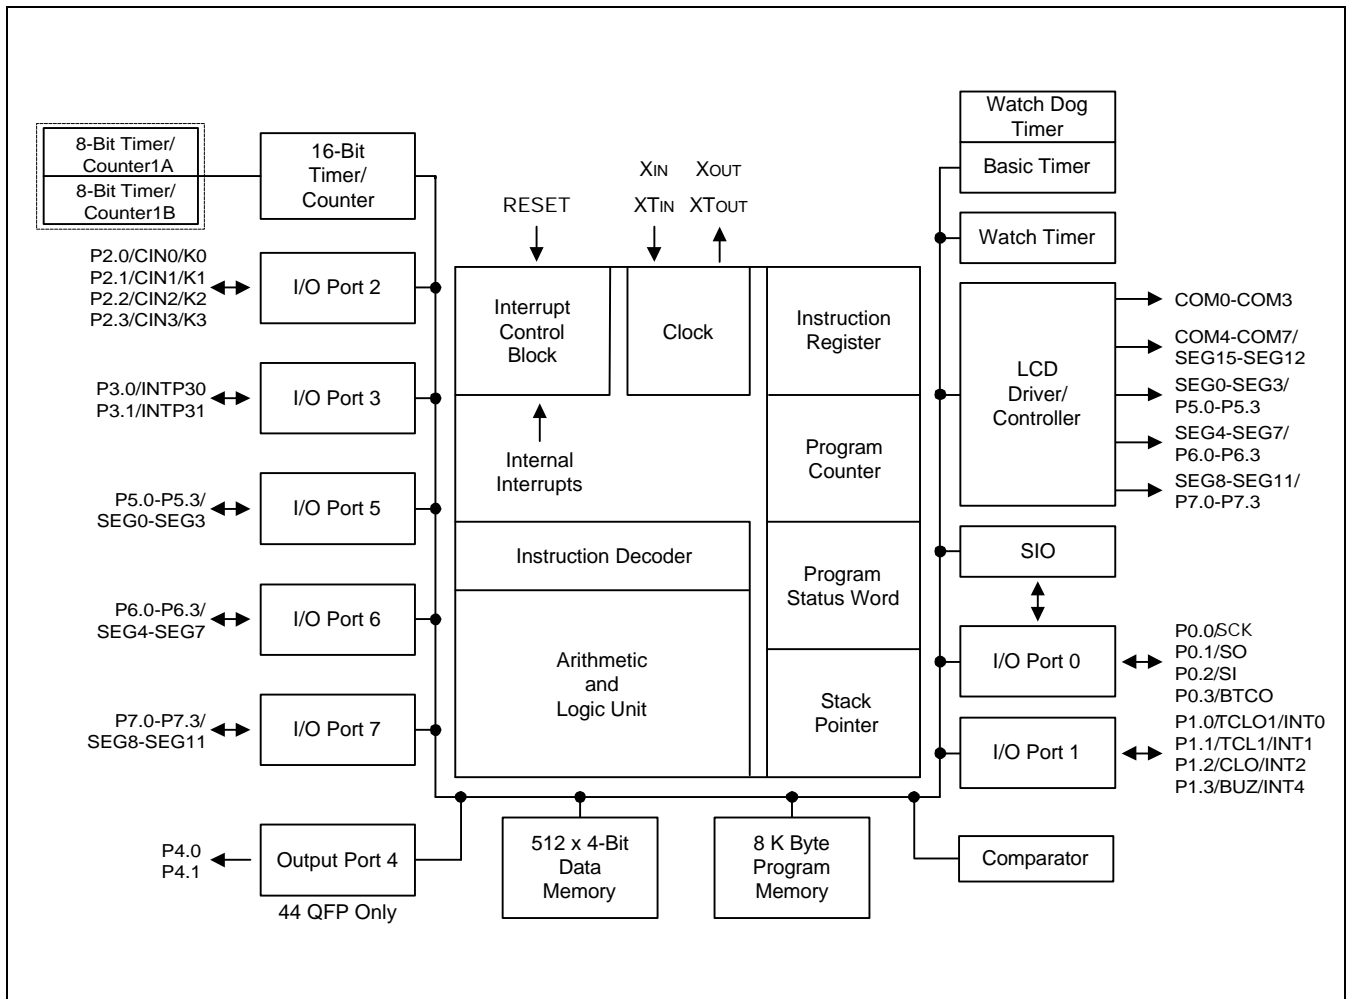 8-Bit Timer/
Counter1A
8-Bit Timer/
Counter1B
16-Bit
Timer/
Counter
P2.0/CIN0/K0
P2.1/CIN1/K1
P2.2/CIN2/K2
P2.3/CIN3/K3
I/O Port 2
P3.0/INTP30
P3.1/INTP31
I/O Port 3
P5.0-P5.3/
SEG0-SEG3
I/O Port 5
P6.0-P6.3/
SEG4-SEG7
I/O Port 6
P7.0-P7.3/
SEG8-SEG11
I/O Port 7
P4.0
P4.1
Output Port 4
44 QFP Only
RESET
XIN XOUT
XTIN XTOUT
Interrupt
Control
Block
Clock
Instruction
Register
Internal
Interrupts
Program
Counter
Instruction Decoder
Program
Status Word
Arithmetic
and
Logic Unit
Stack
Pointer
512 x 4-Bit
Data
Memory
8 K Byte
Program
Memory
Watch Dog
Timer
Basic Timer
Watch Timer
LCD
Driver/
Controller
COM0-COM3
COM4-COM7/
SEG15-SEG12
SEG0-SEG3/
P5.0-P5.3
SEG4-SEG7/
P6.0-P6.3
SEG8-SEG11/
P7.0-P7.3
SIO
I/O Port 0
P0.0/SCK
P0.1/SO
P0.2/SI
P0.3/BTCO
I/O Port 1
P1.0/TCLO1/INT0
P1.1/TCL1/INT1
P1.2/CLO/INT2
P1.3/BUZ/INT4
Comparator